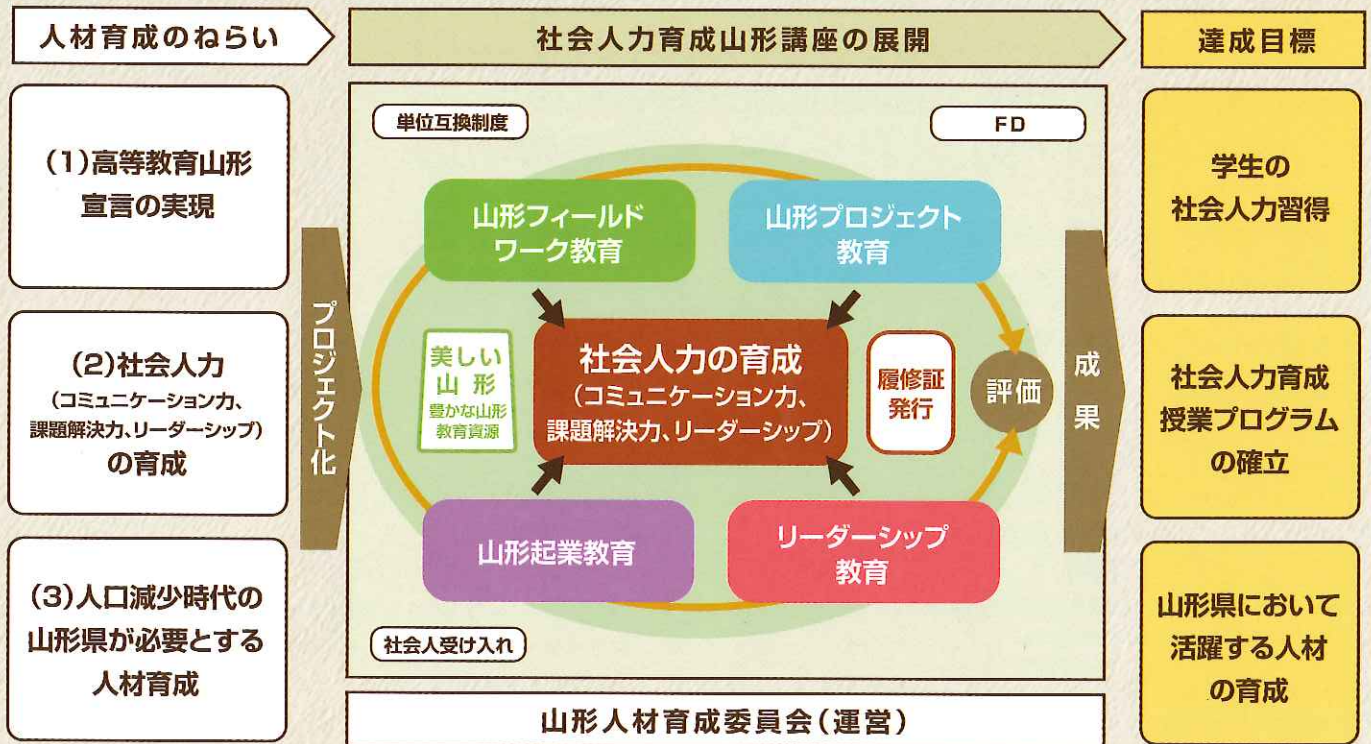 人材育成のねらい
社会人力育成山形講座の展開
達成目標
(1)高等教育山形
宣言の実現
(2)社会人力
(コミュニケーション力、
課題解決力、リーダーシップ)
の育成
(3)人口減少時代の
山形県が必要とする
人材育成
プロジェクト化
単位互換制度
FD
山形フィールド
ワーク教育
山形プロジェクト
教育
美しい
山形
豊かな山形
教育資源
社会人力の育成
(コミュニケーション力、
課題解決力、リーダーシップ)
履修証
発行
評価
山形起業教育
リーダーシップ
教育
社会人受け入れ
山形人材育成委員会(運営)
成果
学生の
社会人力習得
社会人力育成
授業プログラム
の確立
山形県において
活躍する人材
の育成